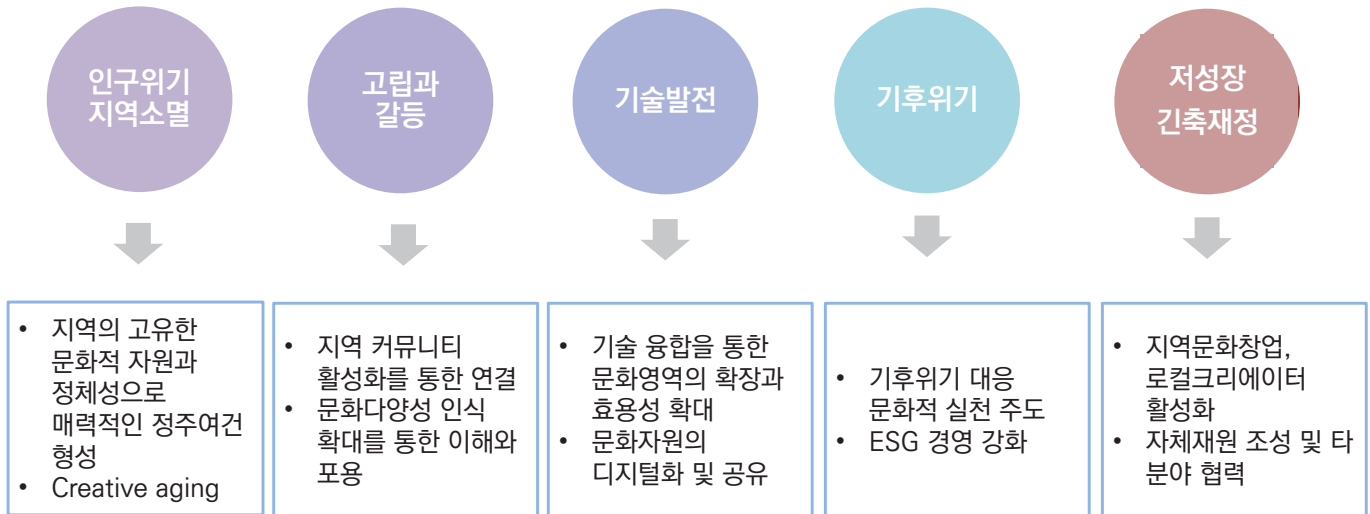 인구위기
지역소멸
고립과
갈등
기술발전
기후위기
저성장
긴축재정
• 지역의 고유한
문화적 자원과
정체성으로
매력적인 정주여건
형성
• Creative aging
• 지역 커뮤니티
활성화를 통한 연결
• 문화다양성 인식
확대를 통한 이해와
포용
• 기술 융합을 통한
문화영역의 확장과
효용성 확대
• 문화자원의
디지털화 및 공유
• 기후위기 대응
문화적 실천 주도
• ESG 경영 강화
• 지역문화창업,
로컬크리에이터
활성화
• 자체재원 조성 및 타
분야 협력